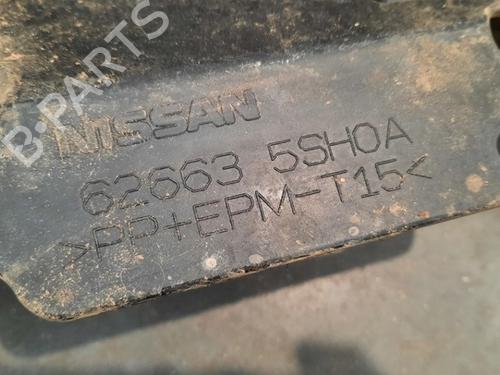 B-PARTS
NISSAN
62663 5SH0A
>PP+EPM-T15<